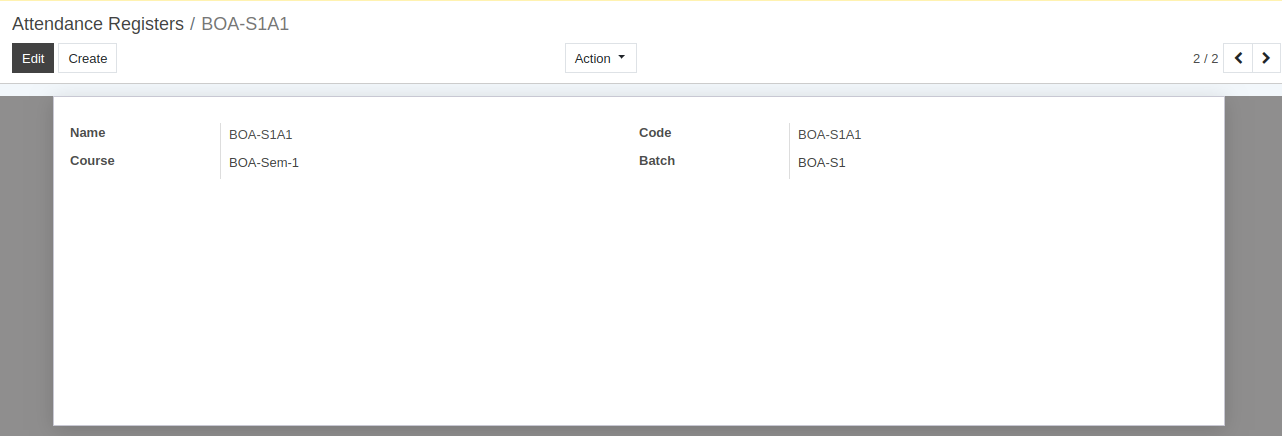 Attendance Registers / BOA-S1A1
Edit Create Action 2 / 2
Name BOA-S1A1 Code BOA-S1A1
Course BOA-Sem-1 Batch BOA-S1